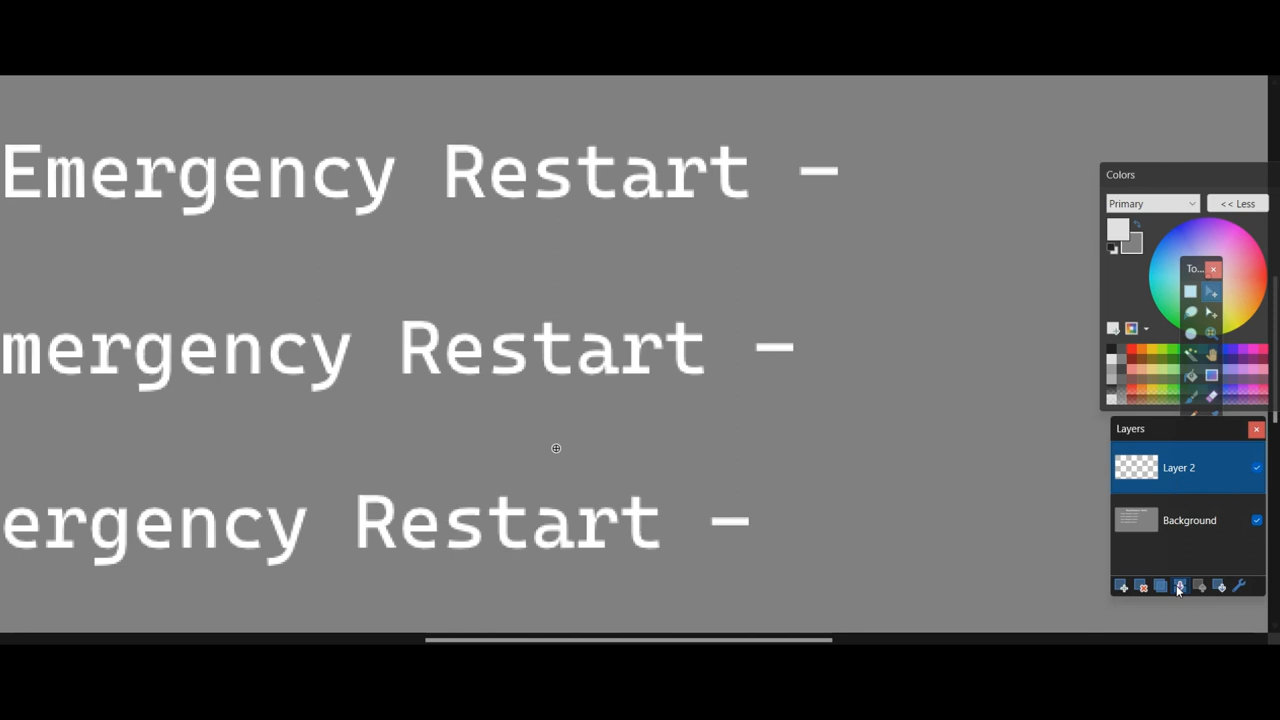 Emergency Restart -
mergency Restart -
ergency Restart -
Colors
Primary
<< Less
To...
Layers
Layer 2
Background